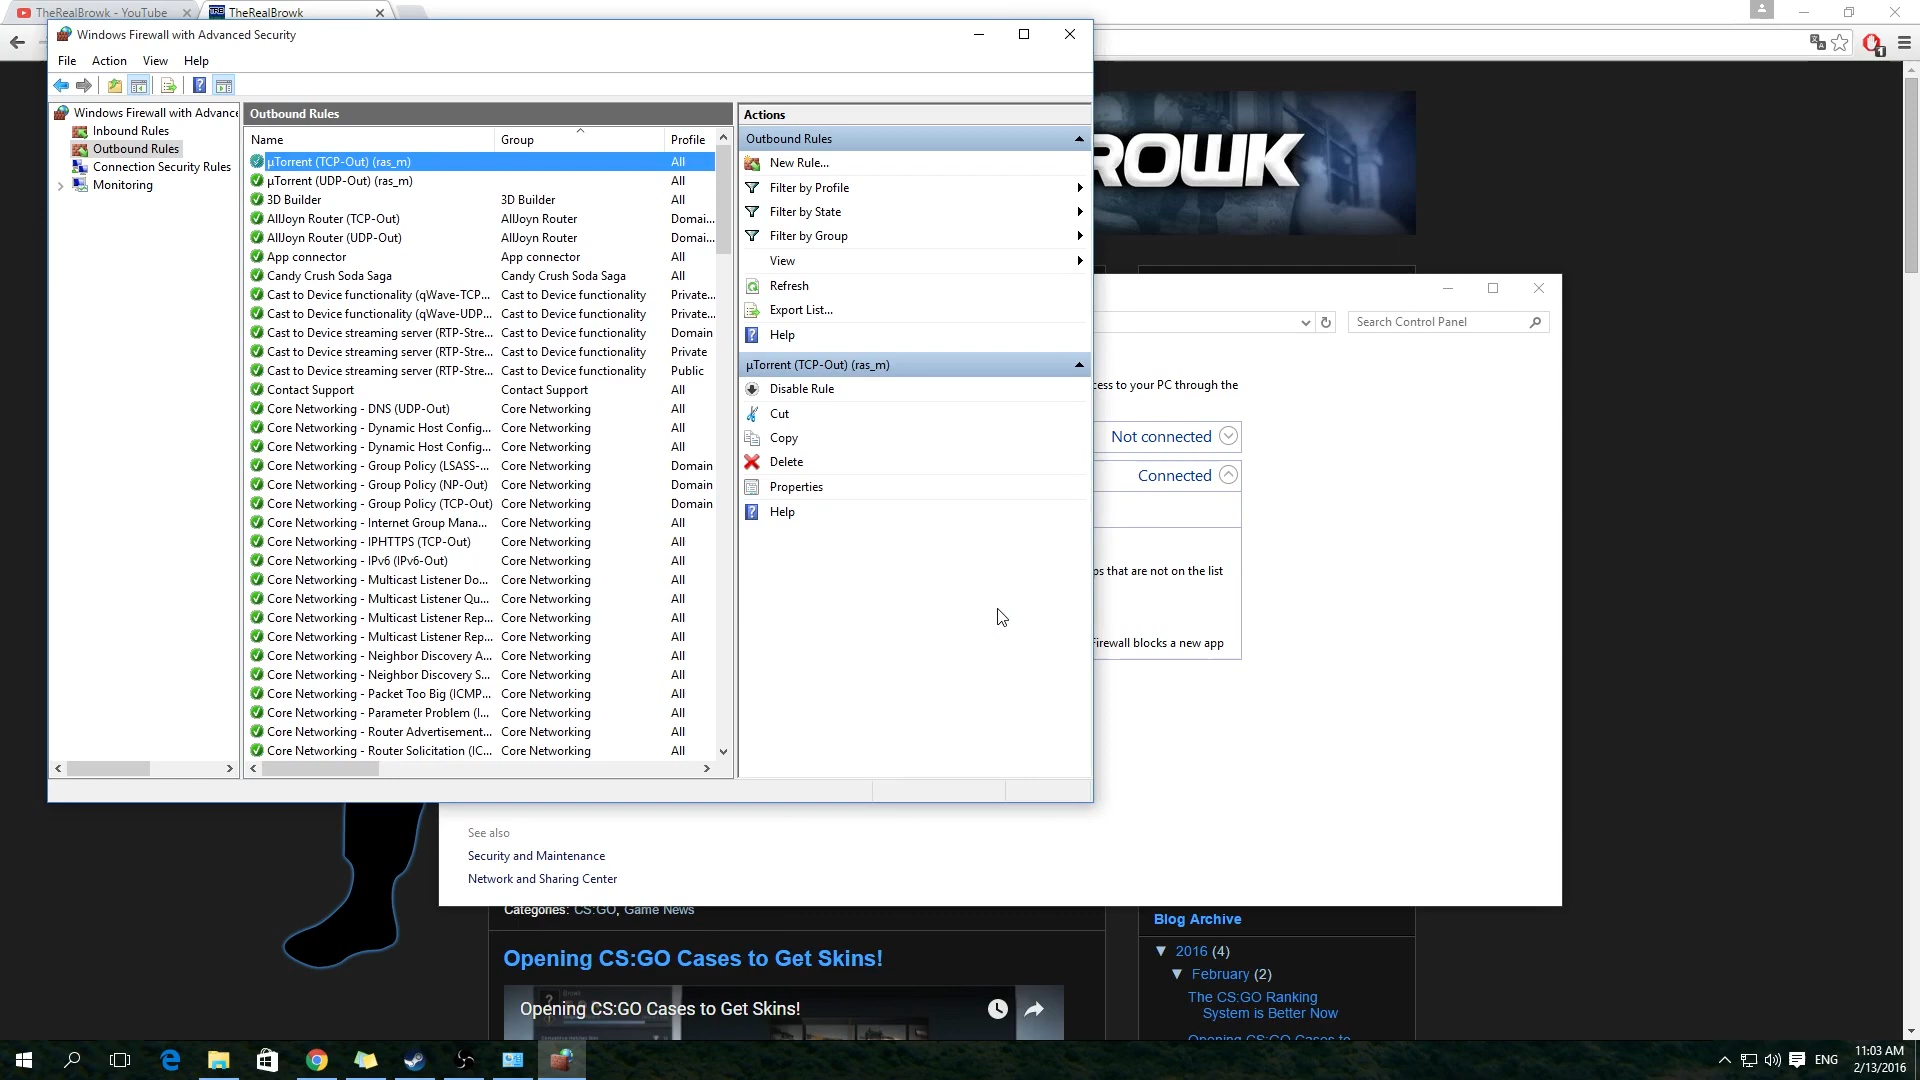 TheRealBrowk - YouTube
TheRealBrowk
Windows Firewall with Advanced Security
File Action View Help
Windows Firewall with Advance
Inbound Rules
Outbound Rules
Connection Security Rules
Monitoring
Outbound Rules
Name Group Profile
µTorrent (TCP-Out) (ras_m) All
µTorrent (UDP-Out) (ras_m) All
3D Builder 3D Builder All
AllJoyn Router (TCP-Out) AllJoyn Router Domai...
AllJoyn Router (UDP-Out) AllJoyn Router Domai...
App connector App connector All
Candy Crush Soda Saga Candy Crush Soda Saga All
Cast to Device functionality (qWave-TCP... Cast to Device functionality Private...
Cast to Device functionality (qWave-UDP... Cast to Device functionality Private...
Cast to Device streaming server (RTP-Stre... Cast to Device functionality Domain
Cast to Device streaming server (RTP-Stre... Cast to Device functionality Private
Cast to Device streaming server (RTP-Stre... Cast to Device functionality Public
Contact Support Contact Support All
Core Networking - DNS (UDP-Out) Core Networking All
Core Networking - Dynamic Host Config... Core Networking All
Core Networking - Dynamic Host Config... Core Networking All
Core Networking - Group Policy (LSASS-... Core Networking Domain
Core Networking - Group Policy (NP-Out) Core Networking Domain
Core Networking - Group Policy (TCP-Out) Core Networking Domain
Core Networking - Internet Group Mana... Core Networking All
Core Networking - IPHTTPS (TCP-Out) Core Networking All
Core Networking - IPv6 (IPv6-Out) Core Networking All
Core Networking - Multicast Listener Do... Core Networking All
Core Networking - Multicast Listener Qu... Core Networking All
Core Networking - Multicast Listener Rep... Core Networking All
Core Networking - Multicast Listener Rep... Core Networking All
Core Networking - Neighbor Discovery A... Core Networking All
Core Networking - Neighbor Discovery S... Core Networking All
Core Networking - Packet Too Big (ICMP... Core Networking All
Core Networking - Parameter Problem (I... Core Networking All
Core Networking - Router Advertisement... Core Networking All
Core Networking - Router Solicitation (IC... Core Networking All
Actions
Outbound Rules
New Rule...
Filter by Profile
Filter by State
Filter by Group
View
Refresh
Export List...
Help
µTorrent (TCP-Out) (ras_m)
Disable Rule
Cut
Copy
Delete
Properties
Help
ROWK
Search Control Panel
cess to your PC through the
Not connected
Connected
ps that are not on the list
Firewall blocks a new app
See also
Security and Maintenance
Network and Sharing Center
Categories: CS:GO, Game News
Opening CS:GO Cases to Get Skins!
Opening CS:GO Cases to Get Skins!
Blog Archive
▼ 2016 (4)
▼ February (2)
The CS:GO Ranking
System is Better Now
Opening CS:GO Cases to
ENG
11:03 AM
2/13/2016